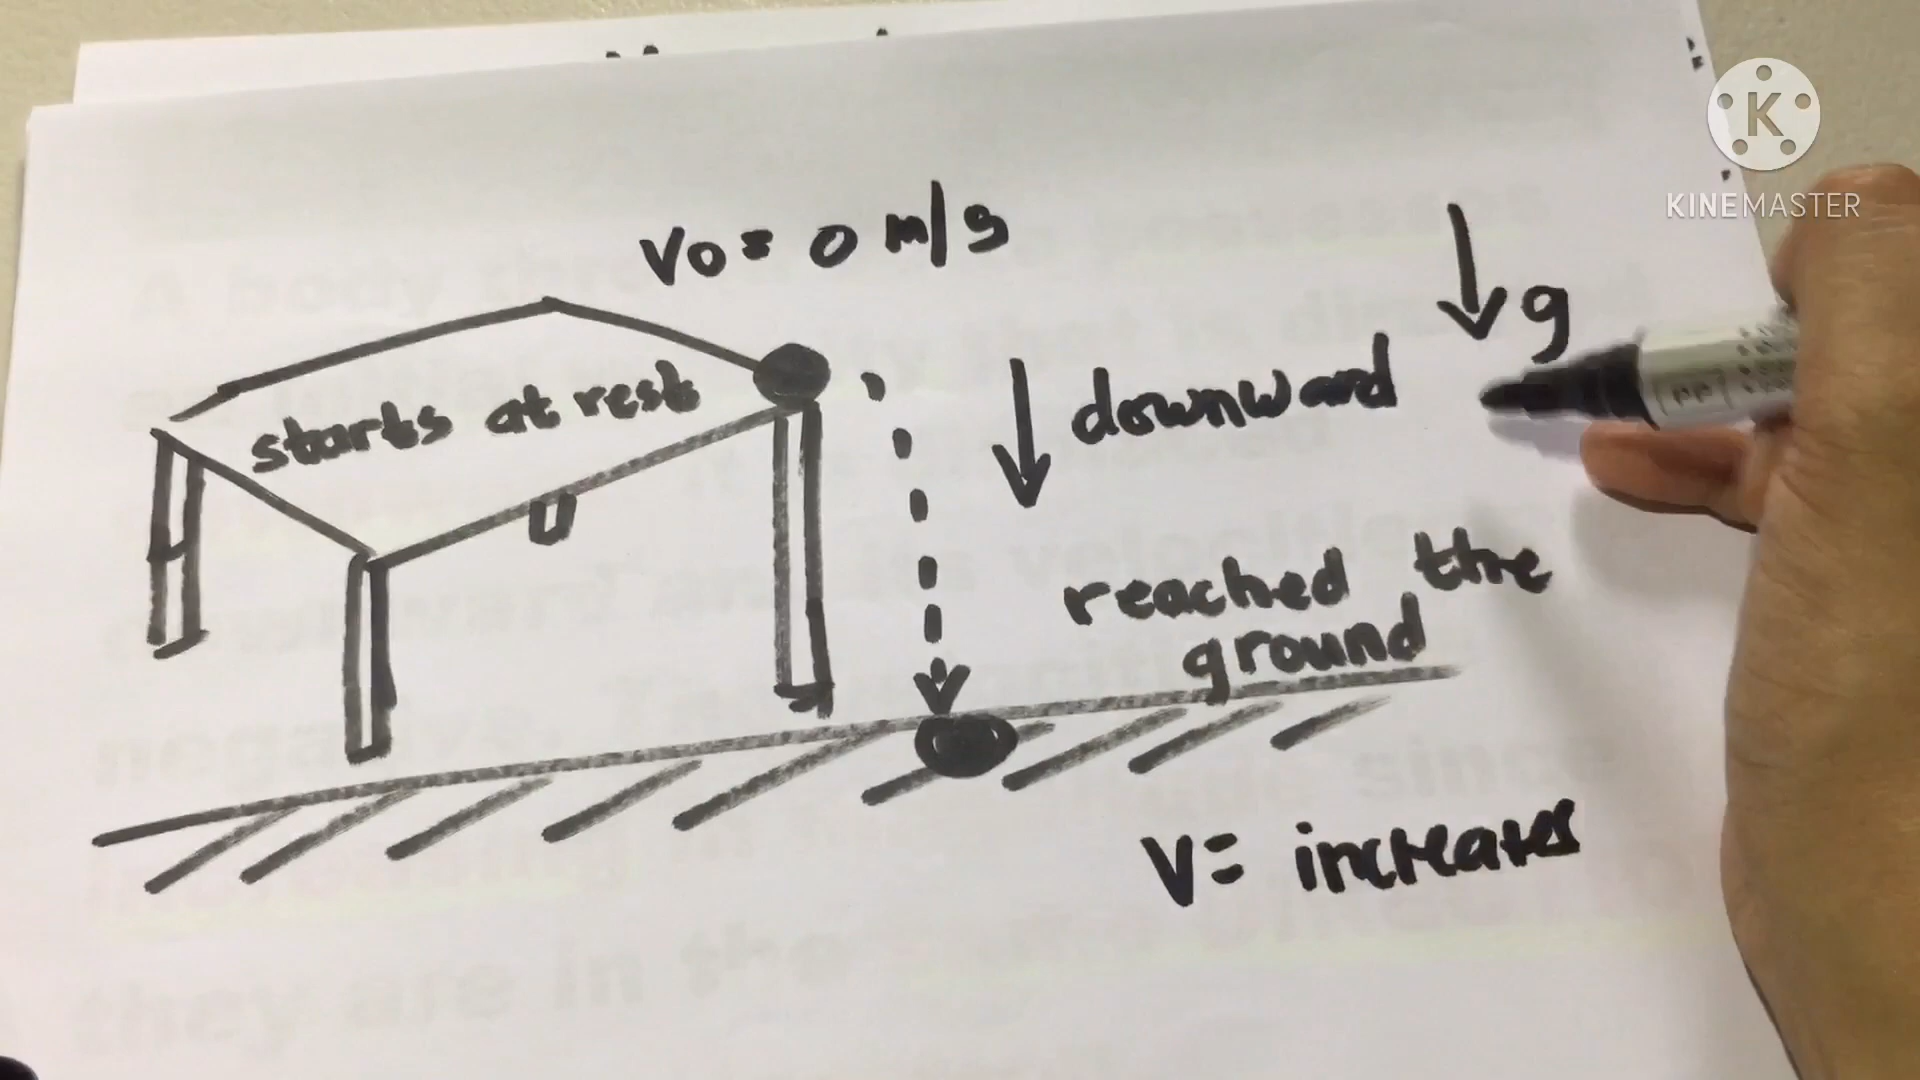 Vo = 0 m/s
↓ g
starts at rest
↓ downward
reached the
ground
V = increases
K
KINEMASTER